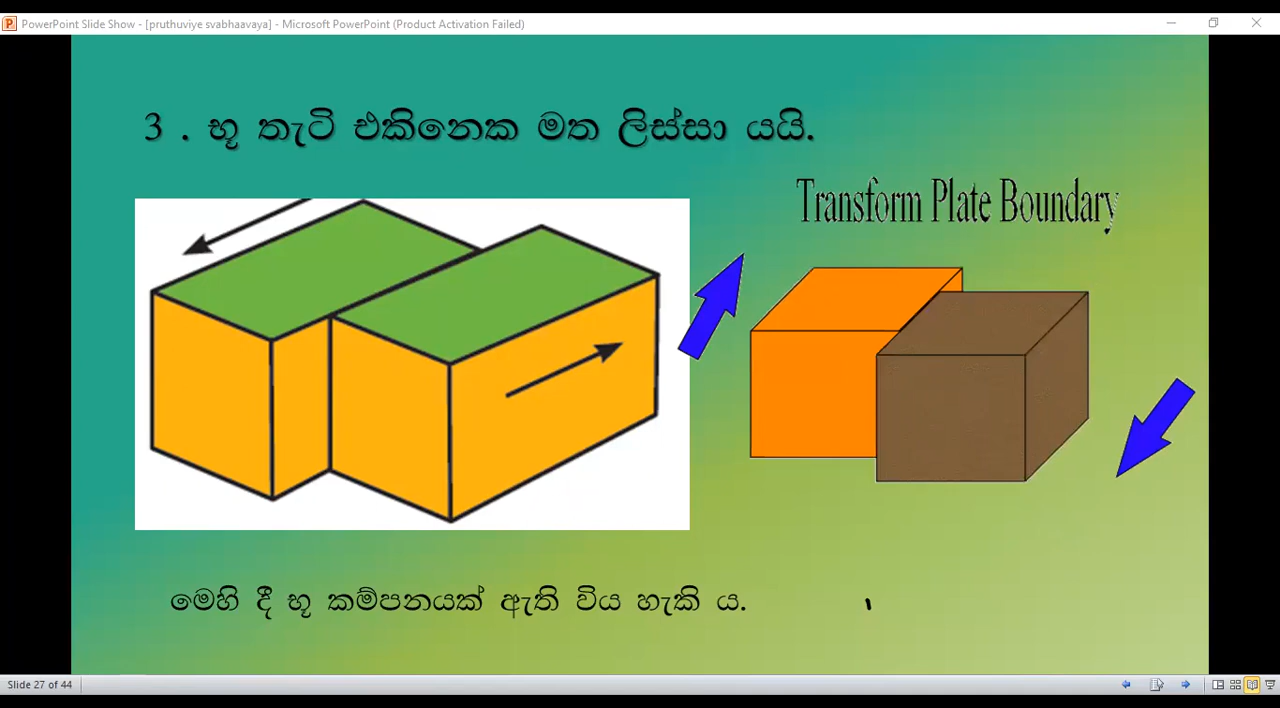 PowerPoint Slide Show - [pruthuviye svabhaavaya] - Microsoft PowerPoint (Product Activation Failed)
3 . භූ තැටි එකිනෙක මත ලිස්සා යයි.
Transform Plate Boundary
මෙහි දී භූ කම්පනයක් ඇති විය හැකි ය.
Slide 27 of 44